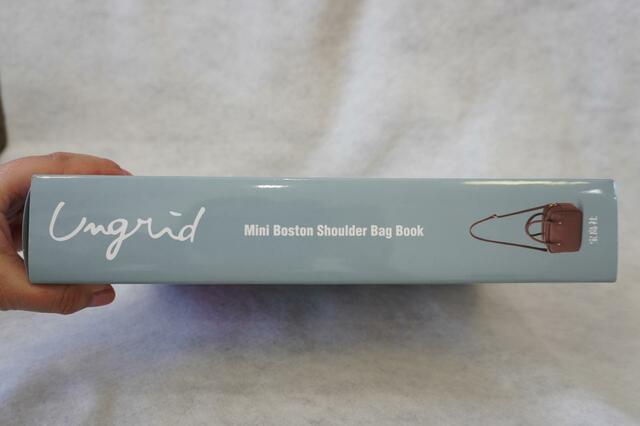 Ungrid
Mini Boston Shoulder Bag Book
宝島社